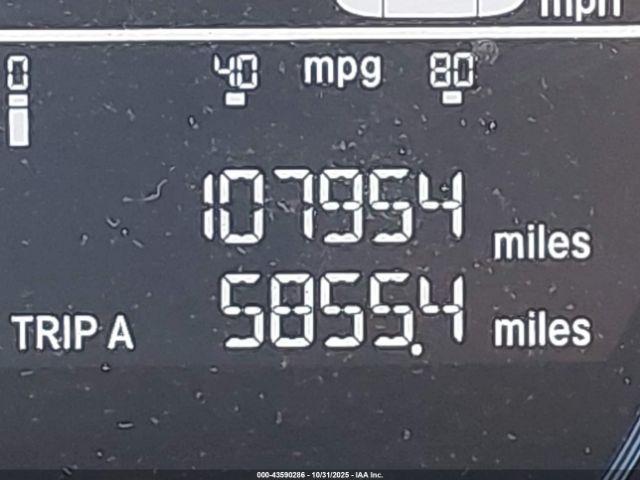 mph
0 40 mpg 80
107954 miles
TRIP A 5855.4 miles
000-43590286 - 10/31/2025 - IAA Inc.